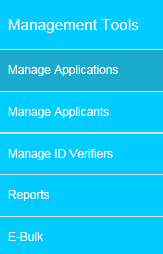 Management Tools
Manage Applications
Manage Applicants
Manage ID Verifiers
Reports
E-Bulk